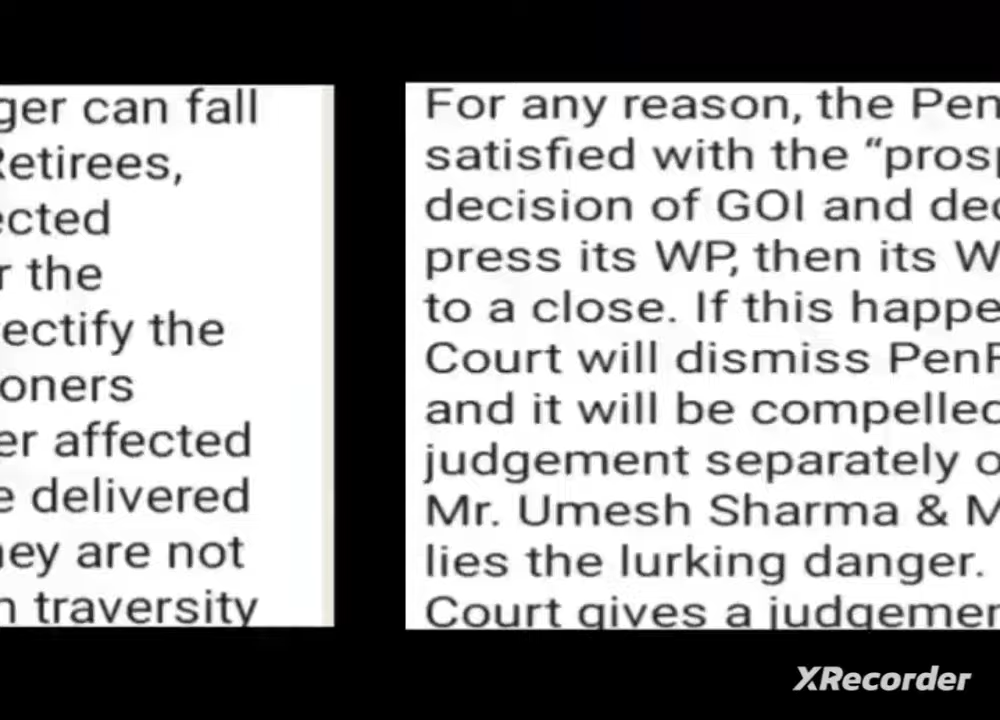 can fall
ected
r the
ectify the
oners
er affected
e delivered
ey are not
n traversity
For any reason, the Pen
satisfied with the “prosp
decision of GOI and dec
press its WP, then its W
to a close. If this happe
Court will dismiss PenF
and it will be compelled
judgement separately o
Mr. Umesh Sharma & M
lies the lurking danger.
Court gives a judgemen
XRecorder